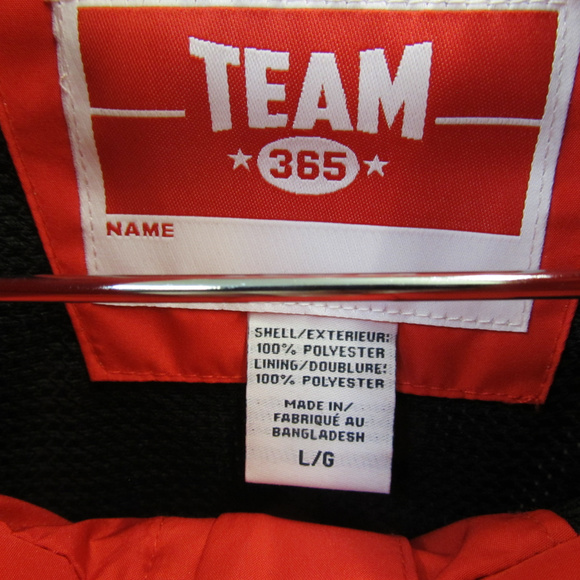 TEAM
365
NAME
SHELL/EXTERIEUR:
100% POLYESTER
LINING/DOUBLURE:
100% POLYESTER
MADE IN/
FABRIQUÉ AU
BANGLADESH
L/G